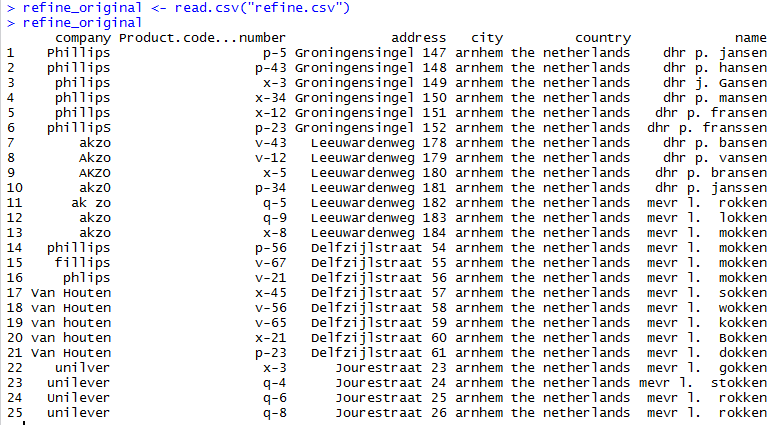 > refine_original <- read.csv("refine.csv")
> refine_original
company Product.code...number address city country name
1 Phillips p-5 Groningensingel 147 arnhem the netherlands dhr p. jansen
2 phillips p-43 Groningensingel 148 arnhem the netherlands dhr p. hansen
3 philips x-3 Groningensingel 149 arnhem the netherlands dhr j. Gansen
4 phllips x-34 Groningensingel 150 arnhem the netherlands dhr p. mansen
5 phillps x-12 Groningensingel 151 arnhem the netherlands dhr p. fransen
6 phillipS p-23 Groningensingel 152 arnhem the netherlands dhr p. franssen
7 akzo v-43 Leeuwardenweg 178 arnhem the netherlands dhr p. bansen
8 Akzo v-12 Leeuwardenweg 179 arnhem the netherlands dhr p. vansen
9 AKZO x-5 Leeuwardenweg 180 arnhem the netherlands dhr p. bransen
10 akz0 p-34 Leeuwardenweg 181 arnhem the netherlands dhr p. janssen
11 ak zo q-5 Leeuwardenweg 182 arnhem the netherlands mevr l. rokken
12 akzo q-9 Leeuwardenweg 183 arnhem the netherlands mevr l. lokken
13 akzo x-8 Leeuwardenweg 184 arnhem the netherlands mevr l. mokken
14 phillips p-56 Delfzijlstraat 54 arnhem the netherlands mevr l. mokken
15 fillips v-67 Delfzijlstraat 55 arnhem the netherlands mevr l. mokken
16 phlips v-21 Delfzijlstraat 56 arnhem the netherlands mevr l. mokken
17 Van Houten x-45 Delfzijlstraat 57 arnhem the netherlands mevr l. sokken
18 van Houten v-56 Delfzijlstraat 58 arnhem the netherlands mevr l. wokken
19 van houten v-65 Delfzijlstraat 59 arnhem the netherlands mevr l. kokken
20 van houten x-21 Delfzijlstraat 60 arnhem the netherlands mevr l. Bokken
21 Van Houten p-23 Delfzijlstraat 61 arnhem the netherlands mevr l. dokken
22 unilver x-3 Jourestraat 23 arnhem the netherlands mevr l. gokken
23 unilever q-4 Jourestraat 24 arnhem the netherlands mevr l. stokken
24 Unilever q-6 Jourestraat 25 arnhem the netherlands mevr l. rokken
25 unilever q-8 Jourestraat 26 arnhem the netherlands mevr l. rokken